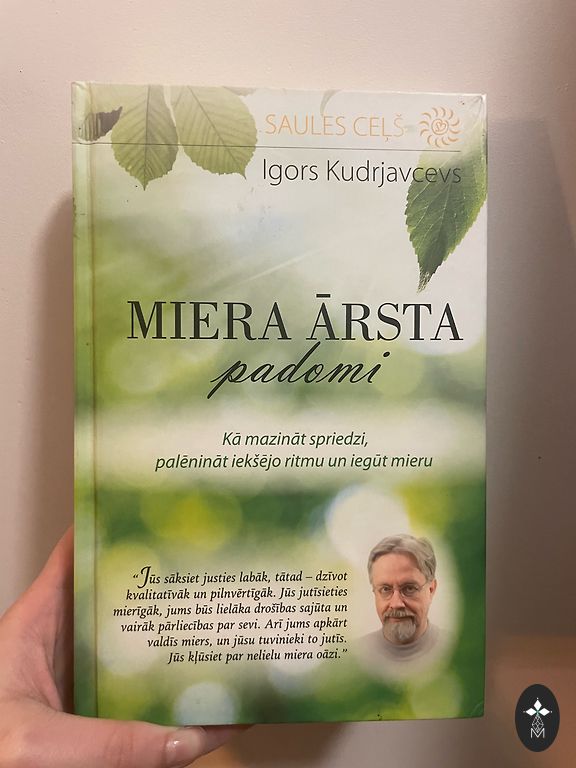 SAULES CEĻŠ
Igors Kudrjavcevs
MIERA ĀRSTA
padomi
Kā mazināt spriedzi,
palēnināt iekšējo ritmu un iegūt mieru
“Jūs sāksiet justies labāk, tātad – dzīvot
kvalitatīvāk un pilnvērtīgāk. Jūs jutīsieties
mierīgāk, jums būs lielāka drošības sajūta un
vairāk pārliecības par sevi. Arī jums apkārt
valdīs miers, un jūsu tuvinieki to jutīs.
Jūs kļūsiet par nelielu miera oāzi.”
M